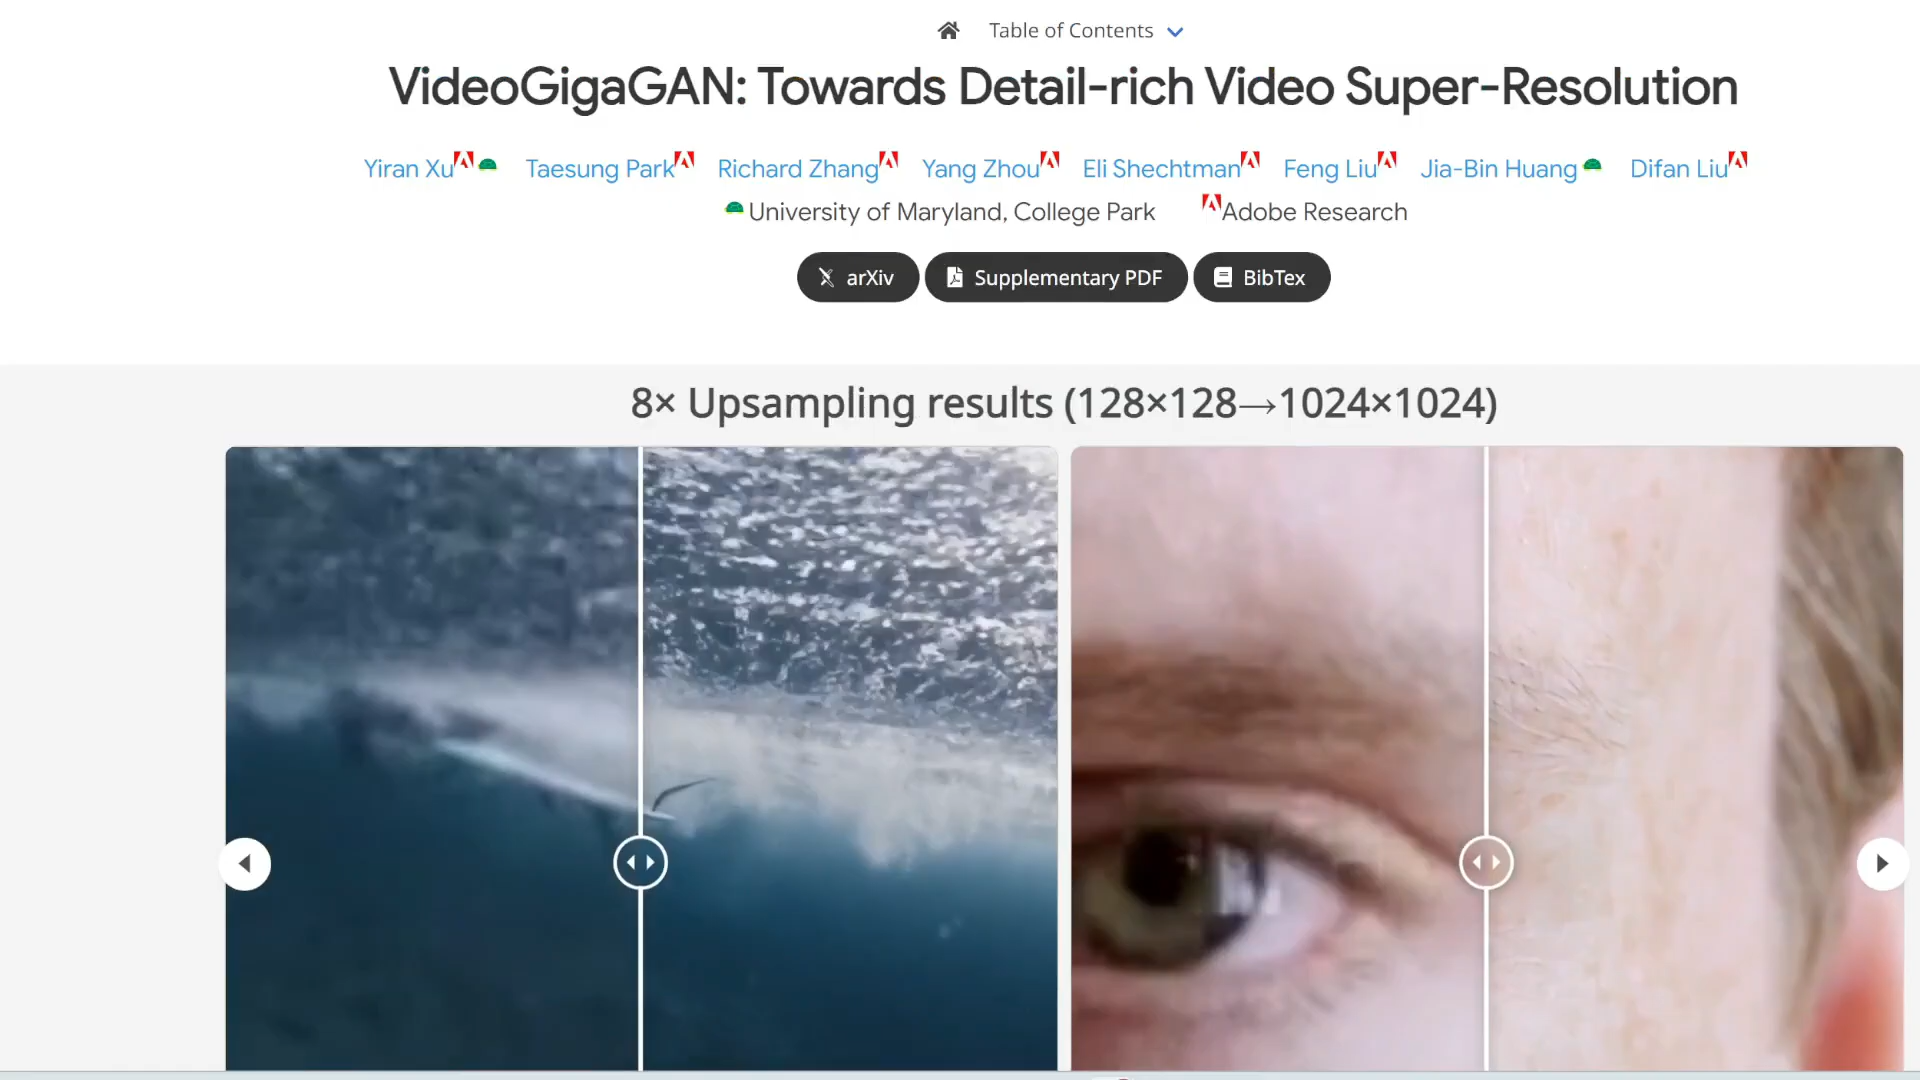 Table of Contents
VideoGigaGAN: Towards Detail-rich Video Super-Resolution
Yiran Xu Taesung Park Richard Zhang Yang Zhou Eli Shechtman Feng Liu Jia-Bin Huang Difan Liu
University of Maryland, College Park Adobe Research
arXiv Supplementary PDF BibTex
8× Upsampling results (128×128→1024×1024)